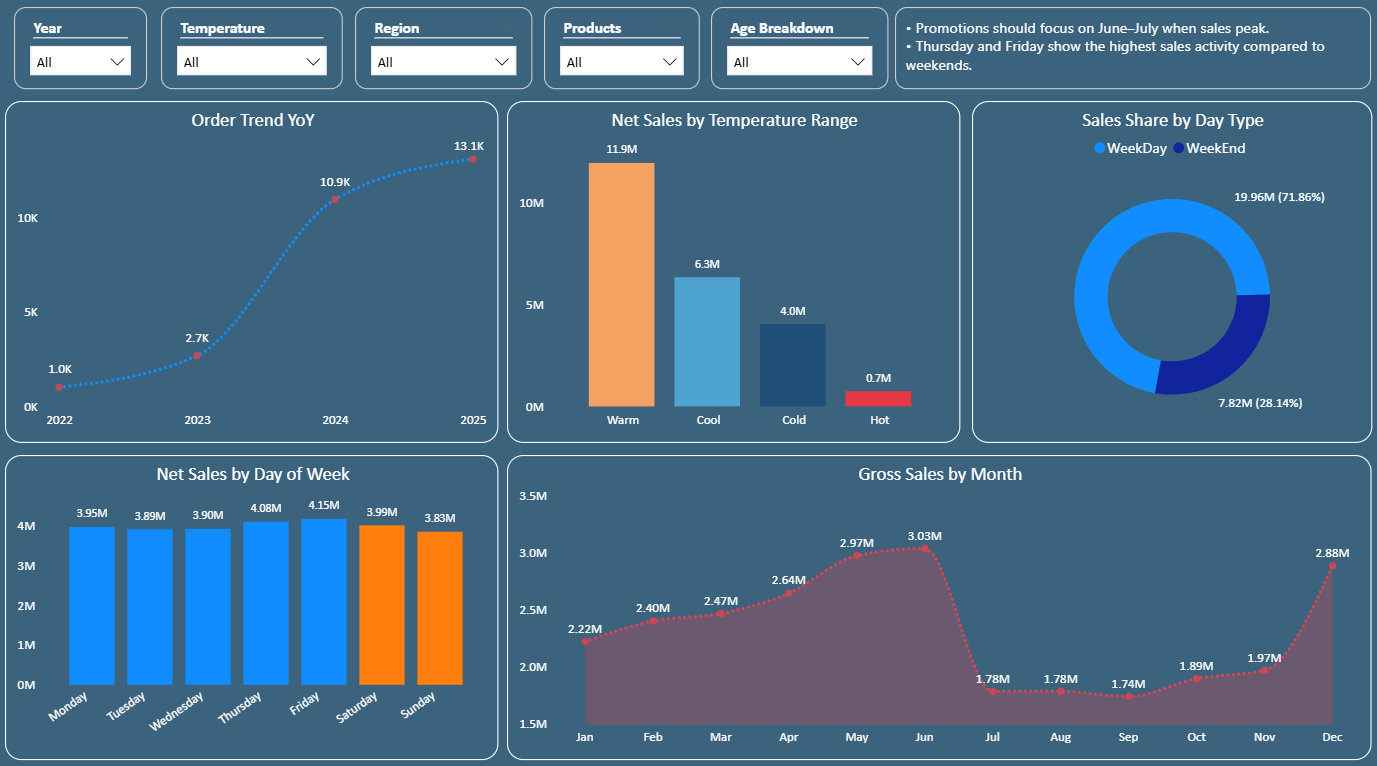 Year
Temperature
Region
Products
Age Breakdown
All
All
All
All
All
• Promotions should focus on June–July when sales peak.
• Thursday and Friday show the highest sales activity compared to
weekends.
Order Trend YoY
10K
5K
0K
1.0K
2.7K
10.9K
13.1K
2022
2023
2024
2025
Net Sales by Temperature Range
10M
5M
0M
11.9M
6.3M
4.0M
0.7M
Warm
Cool
Cold
Hot
Sales Share by Day Type
WeekDay
WeekEnd
19.96M (71.86%)
7.82M (28.14%)
Net Sales by Day of Week
4M
3M
2M
1M
0M
3.95M
3.89M
3.90M
4.08M
4.15M
3.99M
3.83M
Monday
Tuesday
Wednesday
Thursday
Friday
Saturday
Sunday
Gross Sales by Month
3.5M
3.0M
2.5M
2.0M
1.5M
2.22M
2.40M
2.47M
2.64M
2.97M
3.03M
1.78M
1.78M
1.74M
1.89M
1.97M
2.88M
Jan
Feb
Mar
Apr
May
Jun
Jul
Aug
Sep
Oct
Nov
Dec